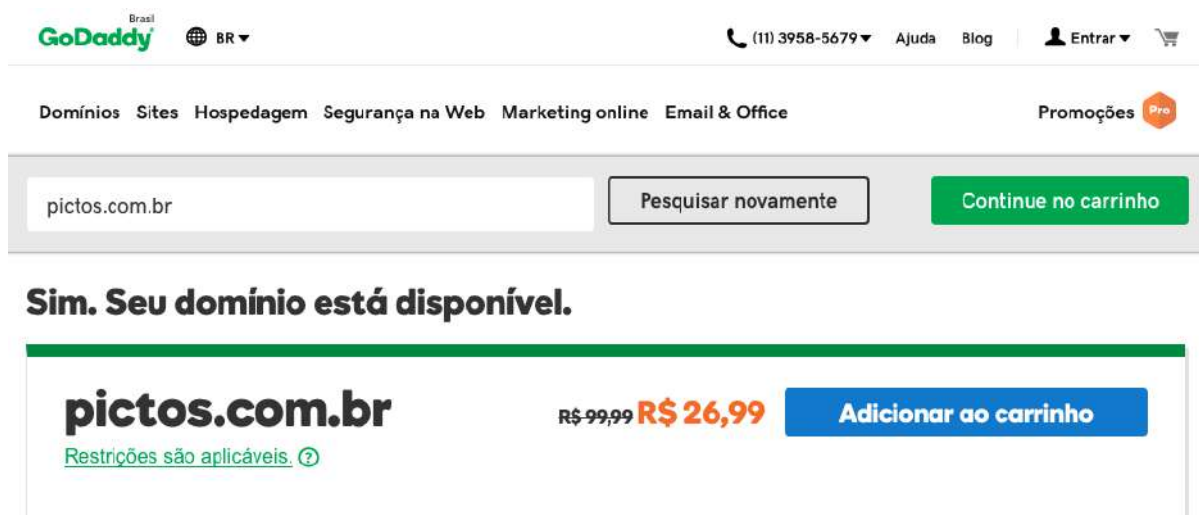 Brasil
GoDaddy BR (11) 3958-5679 Ajuda Blog Entrar
Domínios Sites Hospedagem Segurança na Web Marketing online Email & Office Promoções Pro
pictos.com.br Pesquisar novamente Continue no carrinho
Sim. Seu domínio está disponível.
pictos.com.br R$ 99,99 R$ 26,99 Adicionar ao carrinho
Restrições são aplicáveis. ?